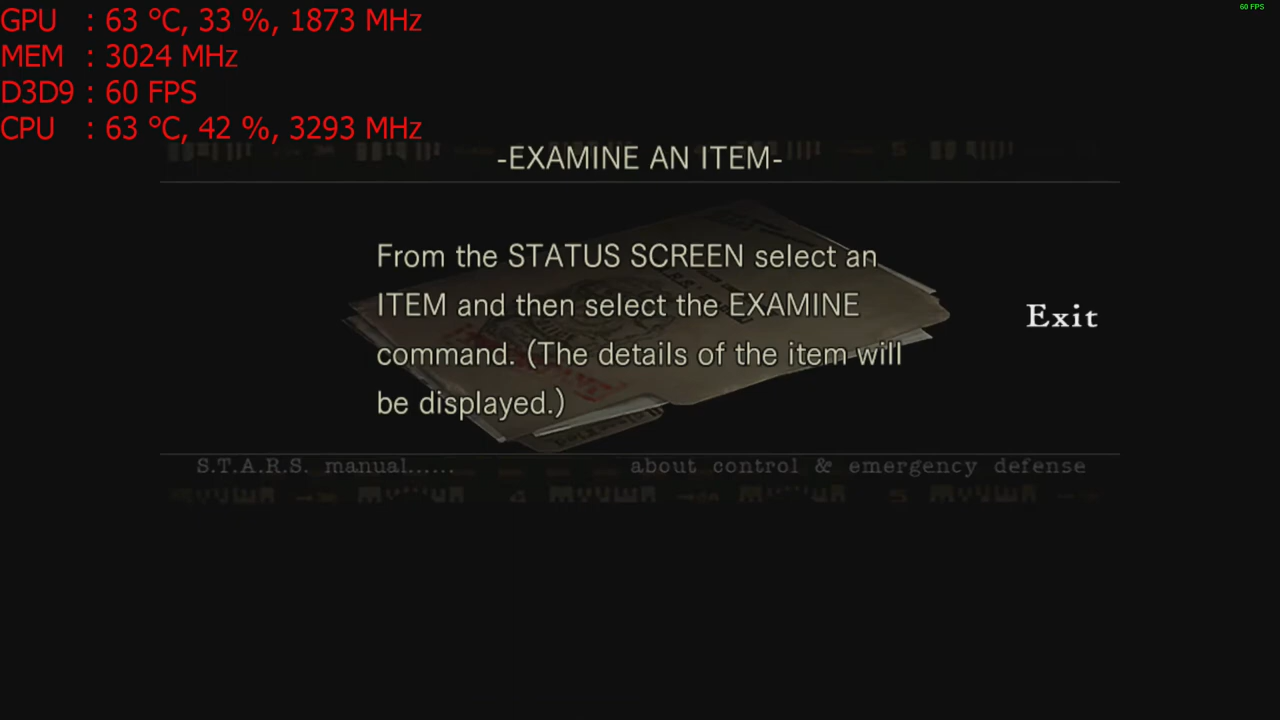 GPU : 63 °C, 33 %, 1873 MHz
60 FPS
MEM : 3024 MHz
D3D9 : 60 FPS
CPU : 63 °C, 42 %, 3293 MHz
-EXAMINE AN ITEM-
From the STATUS SCREEN select an
ITEM and then select the EXAMINE
command. (The details of the item will
be displayed.)
Exit
S.T.A.R.S. manual...... about control & emergency defense